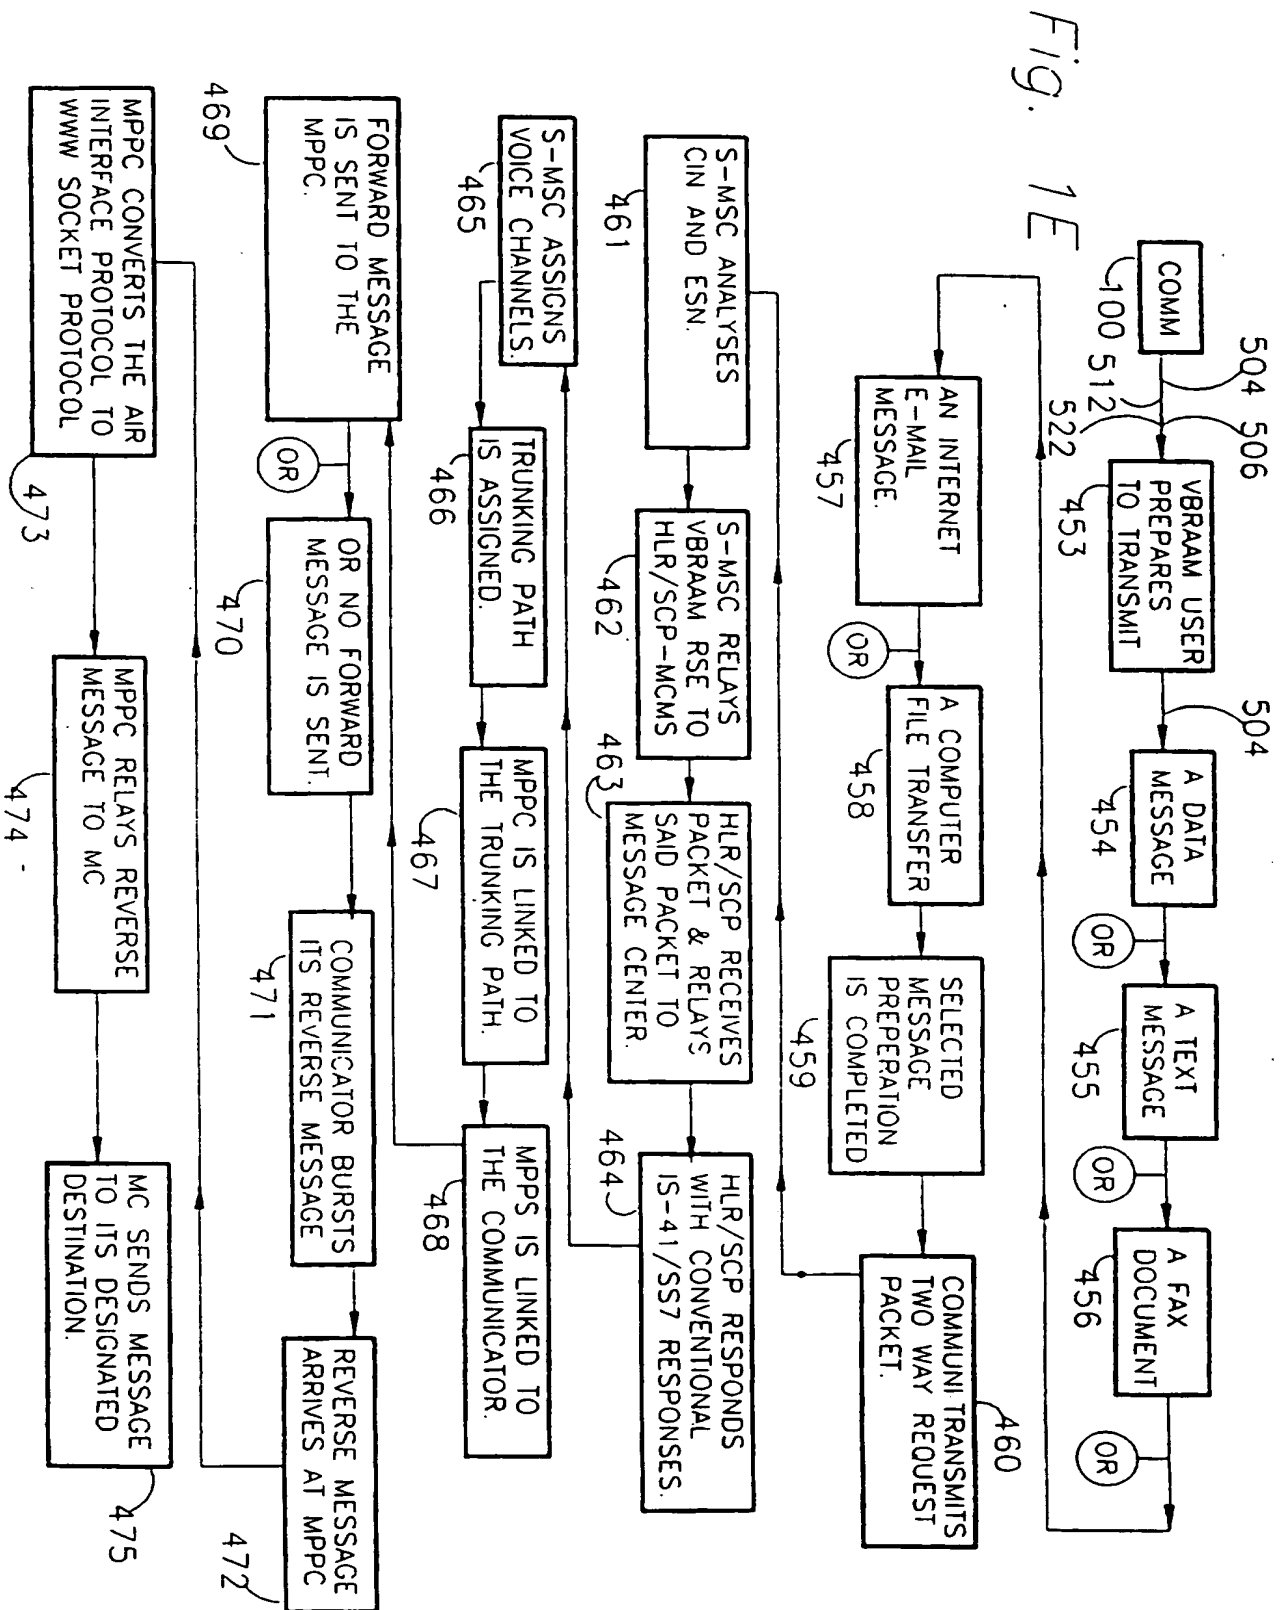 Fig. 1E
COMM
100
504
512
506
522
VBRAAM USER
PREPARES
TO TRANSMIT
453
504
A DATA
MESSAGE
454
OR
A TEXT
MESSAGE
455
OR
A FAX
DOCUMENT
456
OR
AN INTERNET
E-MAIL
MESSAGE.
457
OR
A COMPUTER
FILE TRANSFER
458
SELECTED
MESSAGE
PREPERATION
IS COMPLETED
459
COMMUNI TRANSMITS
TWO WAY REQUEST
PACKET.
460
S-MSC ANALYSES
CIN AND ESN.
461
S-MSC RELAYS
VBRAAM RSE TO
HLR/SCP-MCMS
462
HLR/SCP RECEIVES
PACKET & RELAYS
SAID PACKET TO
MESSAGE CENTER.
463
HLR/SCP RESPONDS
WITH CONVENTIONAL
IS-41/SS7 RESPONSES.
464
S-MSC ASSIGNS
VOICE CHANNELS.
465
TRUNKING PATH
IS ASSIGNED.
466
MPPC IS LINKED TO
THE TRUNKING PATH.
467
MPPS IS LINKED TO
THE COMMUNICATOR.
468
FORWARD MESSAGE
IS SENT TO THE
MPPC.
469
OR
OR NO FORWARD
MESSAGE IS SENT.
470
COMMUNICATOR BURSTS
ITS REVERSE MESSAGE
471
REVERSE MESSAGE
ARRIVES AT MPPC
472
MPPC CONVERTS THE AIR
INTERFACE PROTOCOL TO
WWW SOCKET PROTOCOL
473
MPPC RELAYS REVERSE
MESSAGE TO MC
474 -
MC SENDS MESSAGE
TO ITS DESIGNATED
DESTINATION.
475